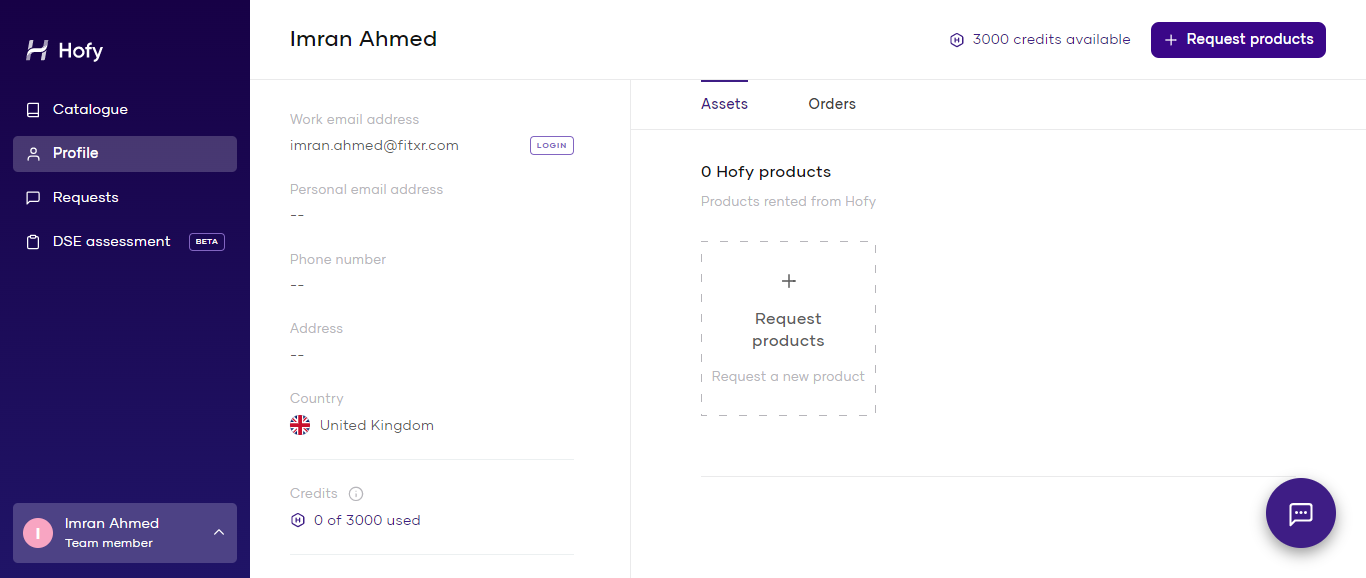 Hofy
Catalogue
Profile
Requests
DSE assessment BETA
I
Imran Ahmed
Team member
Imran Ahmed
3000 credits available
Request products
Work email address
imran.ahmed@fitxr.com LOGIN
Personal email address
--
Phone number
--
Address
--
Country
United Kingdom
Credits
0 of 3000 used
Assets Orders
0 Hofy products
Products rented from Hofy
Request
products
Request a new product